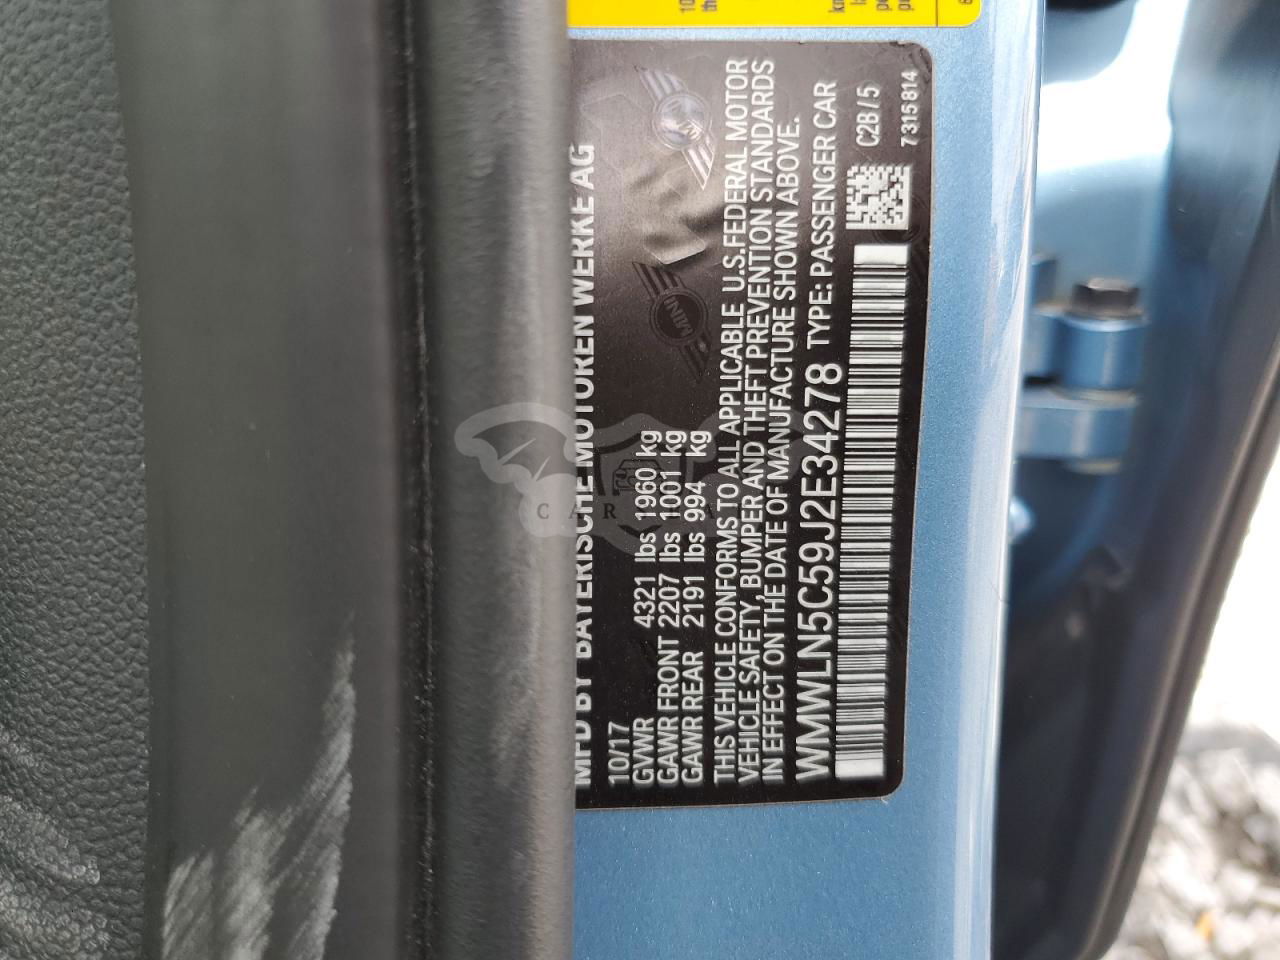 MFD BY BAYERISCHE MOTOREN WERKE AG
10/17
GVWR 4321 lbs 1960 kg
GAWR FRONT 2207 lbs 1001 kg
GAWR REAR 2191 lbs 994 kg
THIS VEHICLE CONFORMS TO ALL APPLICABLE U.S.FEDERAL MOTOR
VEHICLE SAFETY, BUMPER AND THEFT PREVENTION STANDARDS
IN EFFECT ON THE DATE OF MANUFACTURE SHOWN ABOVE.
WMWLN5C59J2E34278 TYPE: PASSENGER CAR
C2B/5
7315814
MINI